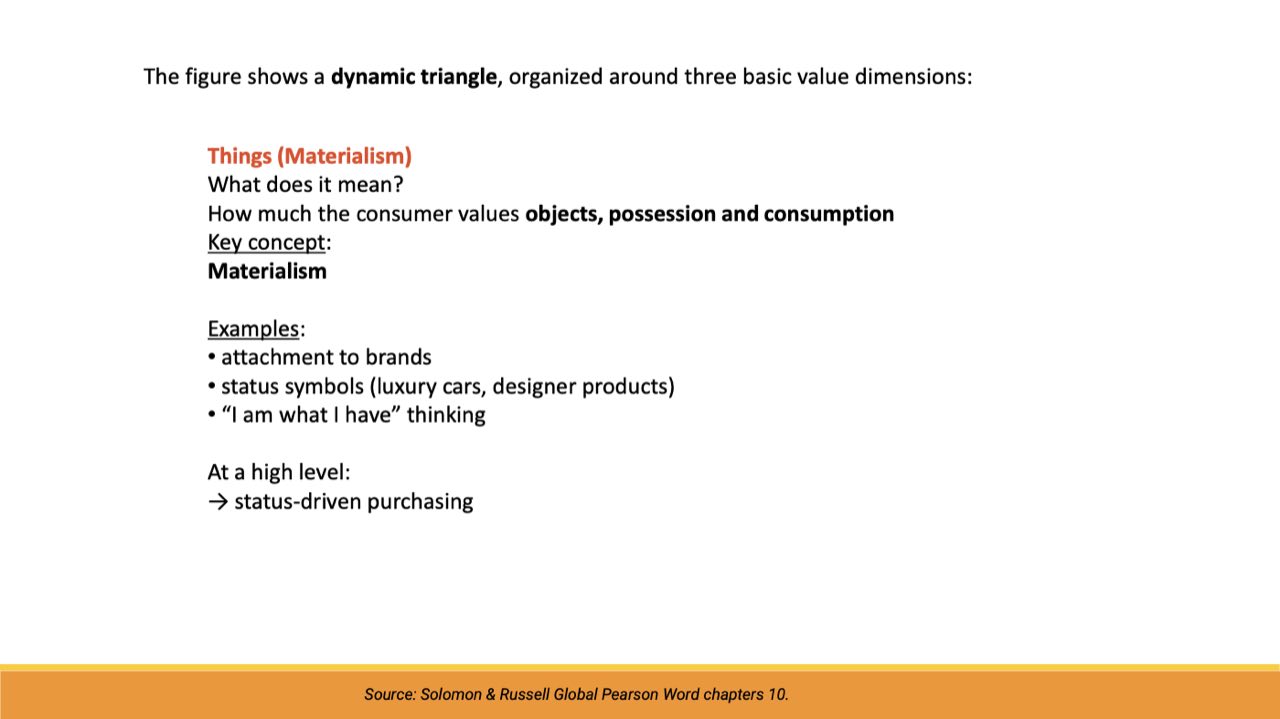 The figure shows a dynamic triangle, organized around three basic value dimensions:
Things (Materialism)
What does it mean?
How much the consumer values objects, possession and consumption
Key concept:
Materialism
Examples:
• attachment to brands
• status symbols (luxury cars, designer products)
• “I am what I have” thinking
At a high level:
→ status-driven purchasing
Source: Solomon & Russell Global Pearson Word chapters 10.